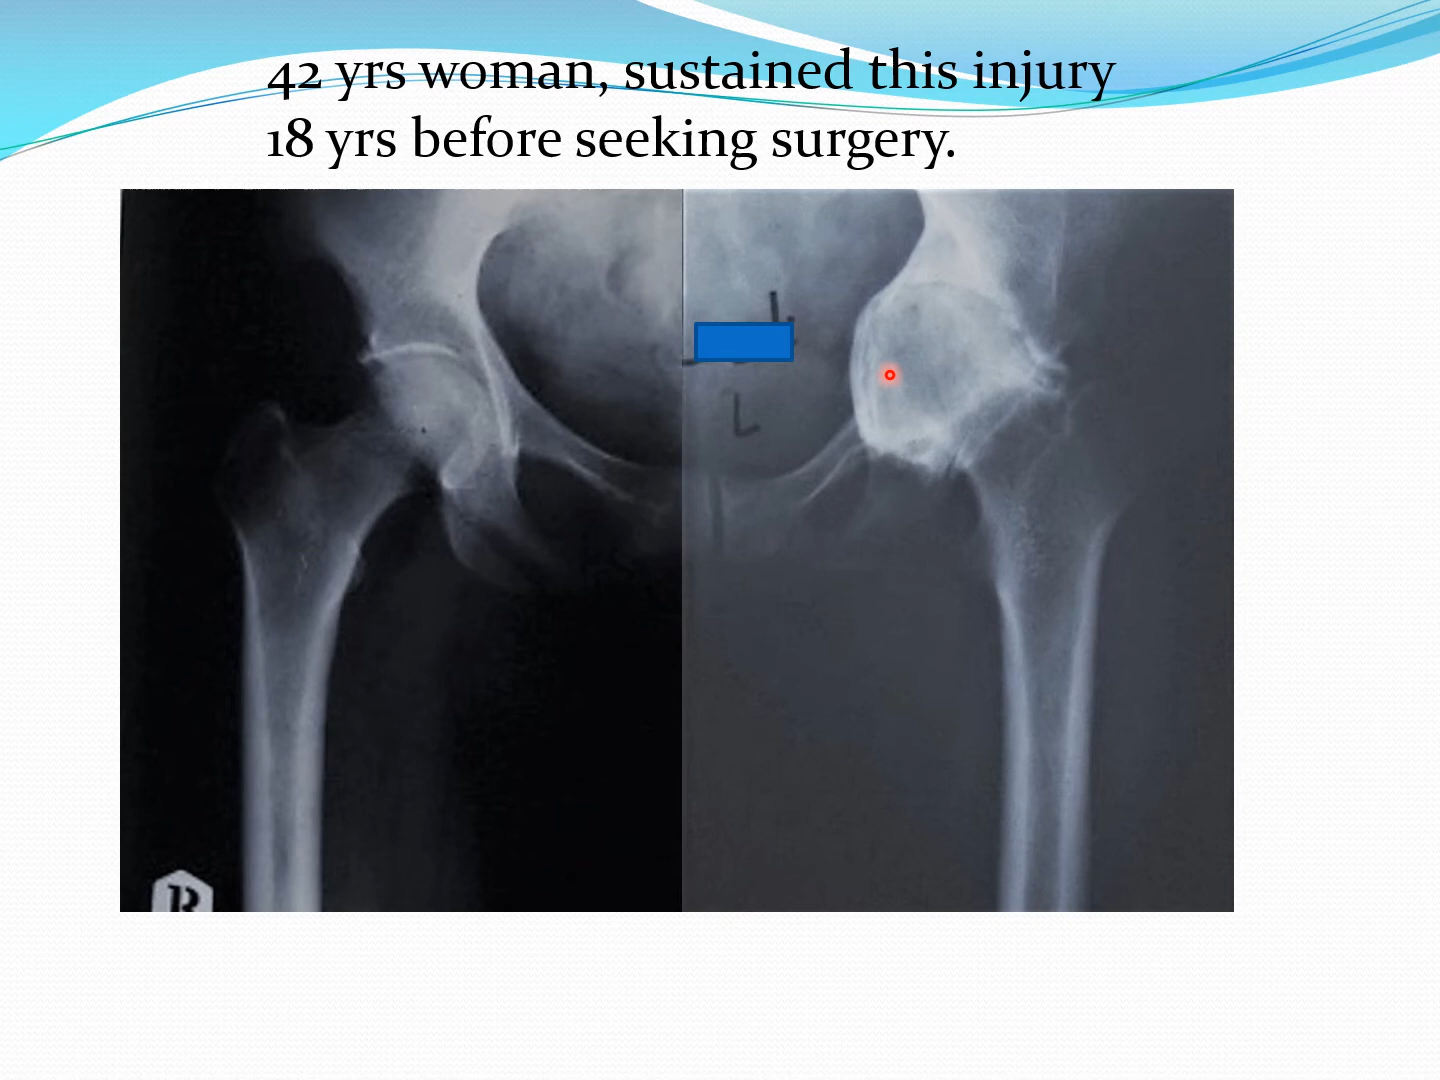 42 yrs woman, sustained this injury
18 yrs before seeking surgery.
L
R